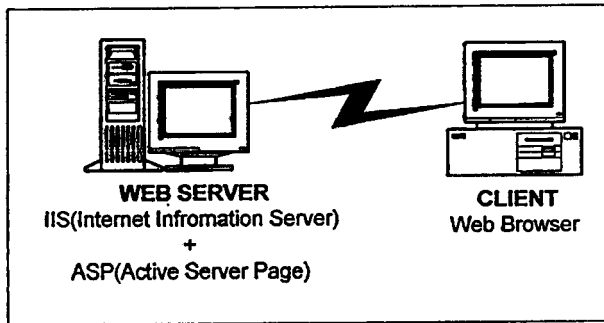 WEB SERVER
IIS(Internet Infromation Server)
+
ASP(Active Server Page)
CLIENT
Web Browser